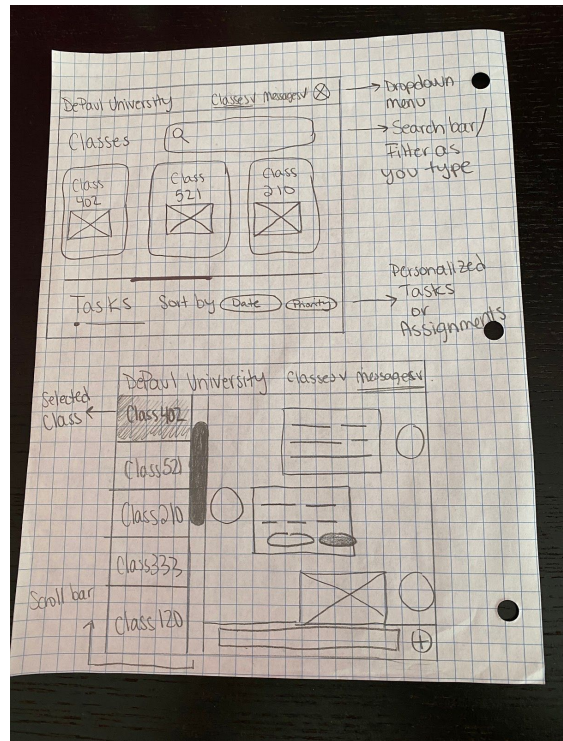 DePaul University Classes v Messages v
Dropdown menu
Classes
Search bar/
Filter as
you type
Class
402
Class
521
Class
210
Tasks Sort by Date Priority
Personalized
Tasks
or
Assignments
DePaul University Classes v Messages v
Selected
Class
Class 402
Class 521
Class 210
Class 333
Class 120
Scroll bar